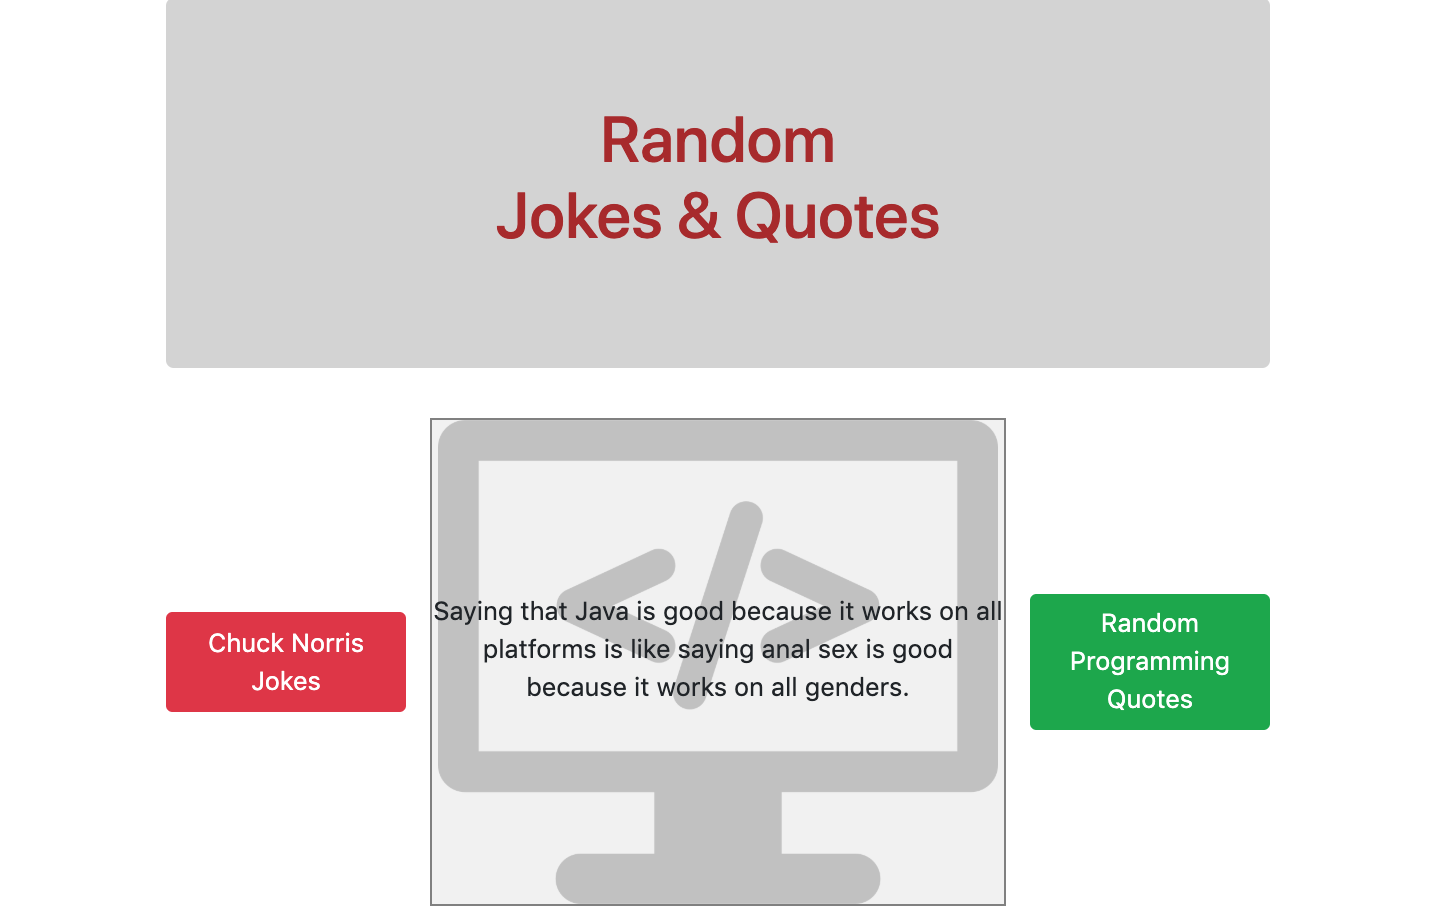 Random
Jokes & Quotes
Chuck Norris
Jokes
Saying that Java is good because it works on all
platforms is like saying anal sex is good
because it works on all genders.
Random
Programming
Quotes